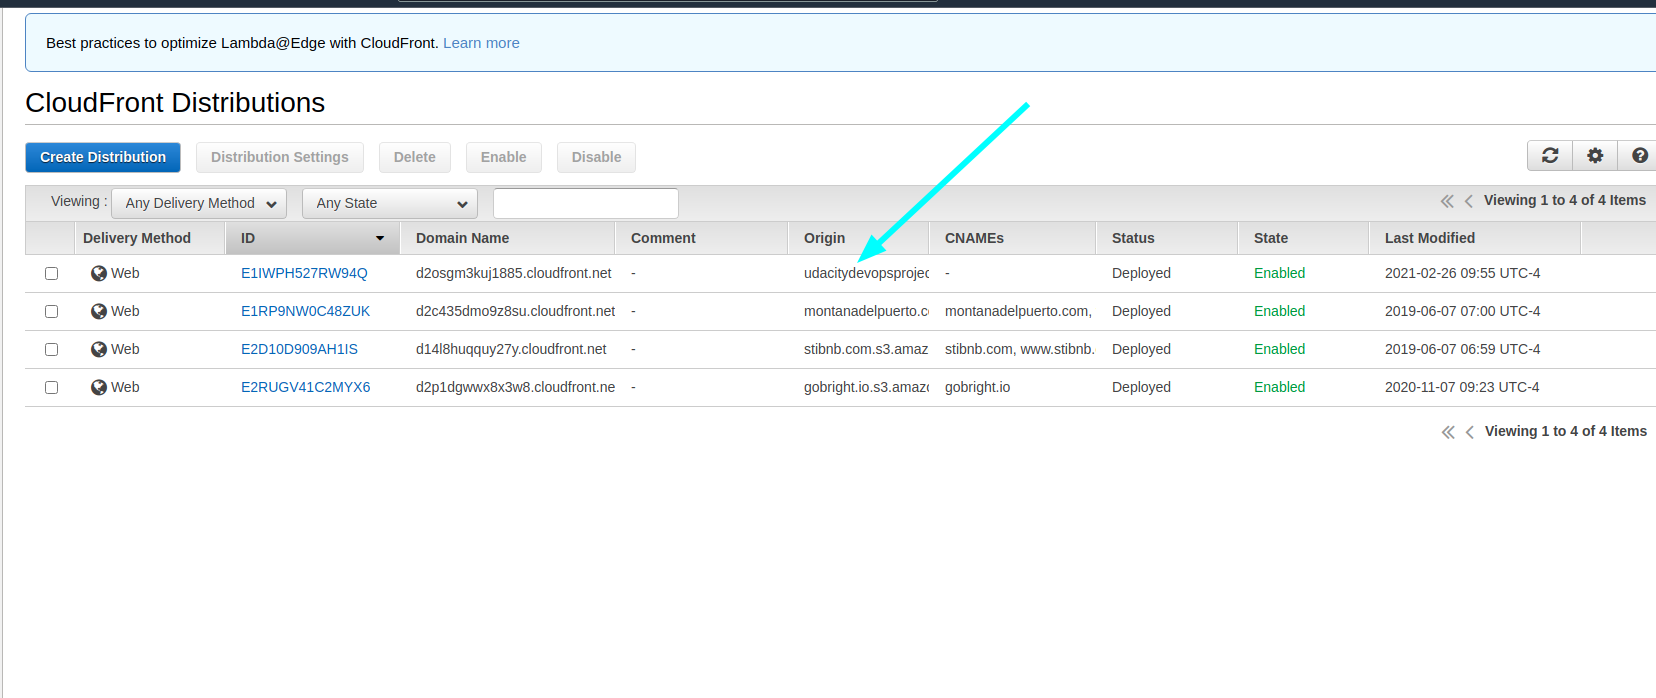 Best practices to optimize Lambda@Edge with CloudFront. Learn more
CloudFront Distributions
Create Distribution Distribution Settings Delete Enable Disable
Viewing : Any Delivery Method Any State Viewing 1 to 4 of 4 Items
Delivery Method ID Domain Name Comment Origin CNAMEs Status State Last Modified
Web E1IWPH527RW94Q d2osgm3kuj1885.cloudfront.net - udacitydevopsprojec - Deployed Enabled 2021-02-26 09:55 UTC-4
Web E1RP9NW0C48ZUK d2c435dmo9z8su.cloudfront.net - montanadelpuerto.c montanadelpuerto.com, Deployed Enabled 2019-06-07 07:00 UTC-4
Web E2D10D909AH1IS d14l8huqquy27y.cloudfront.net - stibnb.com.s3.amaz stibnb.com, www.stibnb. Deployed Enabled 2019-06-07 06:59 UTC-4
Web E2RUGV41C2MYX6 d2p1dgwwx8x3w8.cloudfront.ne - gobright.io.s3.amazo gobright.io Deployed Enabled 2020-11-07 09:23 UTC-4
Viewing 1 to 4 of 4 Items